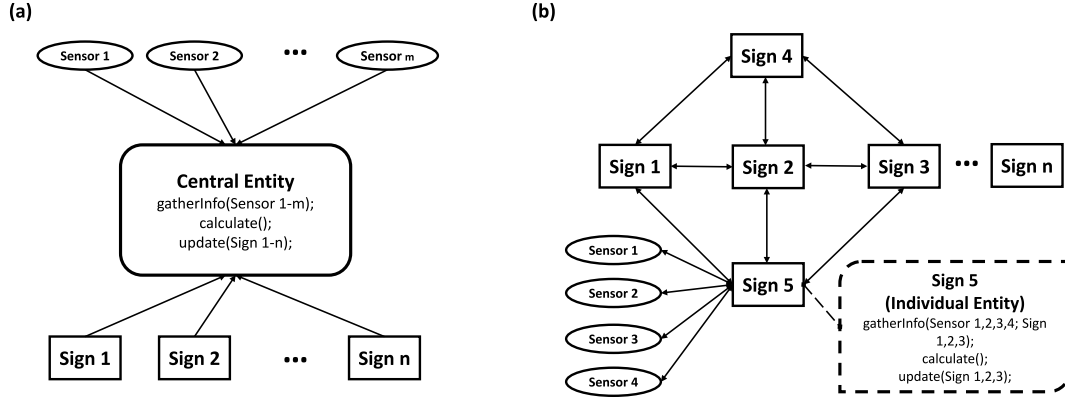 (a)
Sensor 1
Sensor 2
...
Sensor m
Central Entity
gatherInfo(Sensor 1-m);
calculate();
update(Sign 1-n);
Sign 1
Sign 2
...
Sign n
(b)
Sign 4
Sign 1
Sign 2
Sign 3
...
Sign n
Sensor 1
Sensor 2
Sensor 3
Sensor 4
Sign 5
Sign 5
(Individual Entity)
gatherInfo(Sensor 1,2,3,4; Sign
1,2,3);
calculate();
update(Sign 1,2,3);